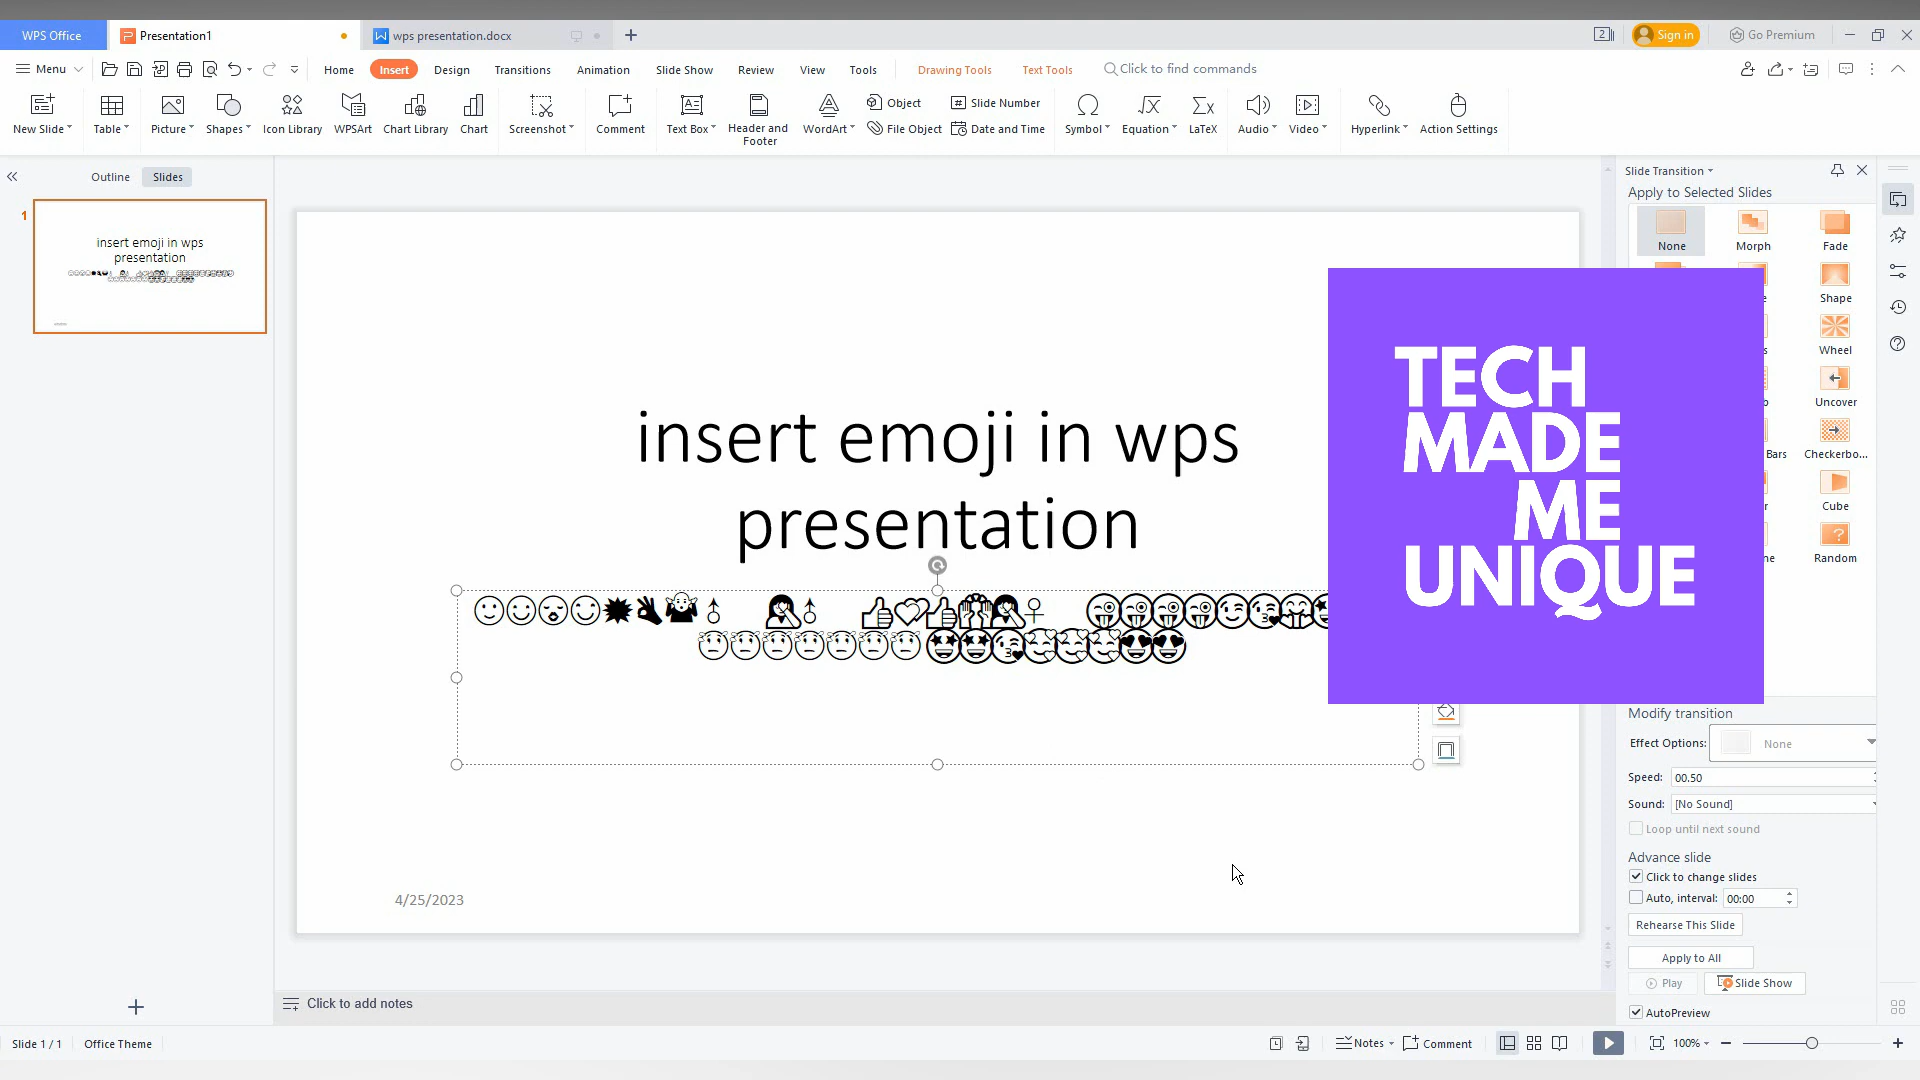 WPS Office
Presentation1
wps presentation.docx
2
Sign in
Go Premium
Menu
Home
Insert
Design
Transitions
Animation
Slide Show
Review
View
Tools
Drawing Tools
Text Tools
Click to find commands
New Slide
Table
Picture
Shapes
Icon Library
WPSArt
Chart Library
Chart
Screenshot
Comment
Text Box
Header and
Footer
WordArt
Object
File Object
Slide Number
Date and Time
Symbol
Equation
LaTeX
Audio
Video
Hyperlink
Action Settings
Outline
Slides
1
insert emoji in wps
presentation
insert emoji in wps
presentation
4/25/2023
TECH
MADE
ME
UNIQUE
Slide Transition
Apply to Selected Slides
None
Morph
Fade
Shape
Wheel
Uncover
Bars
Checkerbo...
Cube
Random
Modify transition
Effect Options:
None
Speed:
00.50
Sound:
[No Sound]
Loop until next sound
Advance slide
Click to change slides
Auto, interval:
00:00
Rehearse This Slide
Apply to All
Play
Slide Show
AutoPreview
Click to add notes
Slide 1 / 1
Office Theme
Notes
Comment
100%